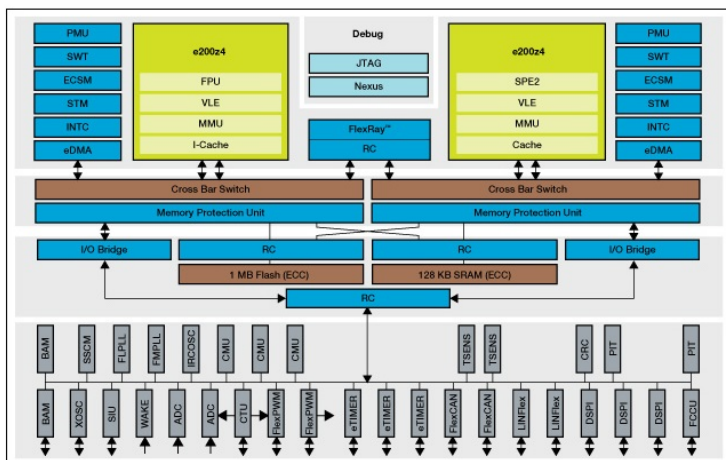 PMU
SWT
ECSM
STM
INTC
eDMA
e200z4
FPU
VLE
MMU
I-Cache
Debug
JTAG
Nexus
FlexRay™
RC
e200z4
SPE2
VLE
MMU
Cache
PMU
SWT
ECSM
STM
INTC
eDMA
Cross Bar Switch
Cross Bar Switch
Memory Protection Unit
Memory Protection Unit
I/O Bridge
RC
RC
I/O Bridge
1 MB Flash (ECC)
128 KB SRAM (ECC)
RC
BAM
SSCM
FLPLL
FMPLL
IRCOSC
CMU
CMU
CMU
TSENS
TSENS
CRC
PIT
PIT
BAM
XOSC
SIU
WAKE
ADC
ADC
CTU
FlexPWM
FlexPWM
eTIMER
eTIMER
eTIMER
FlexCAN
FlexCAN
LINFlex
LINFlex
DSPI
DSPI
DSPI
FCCU